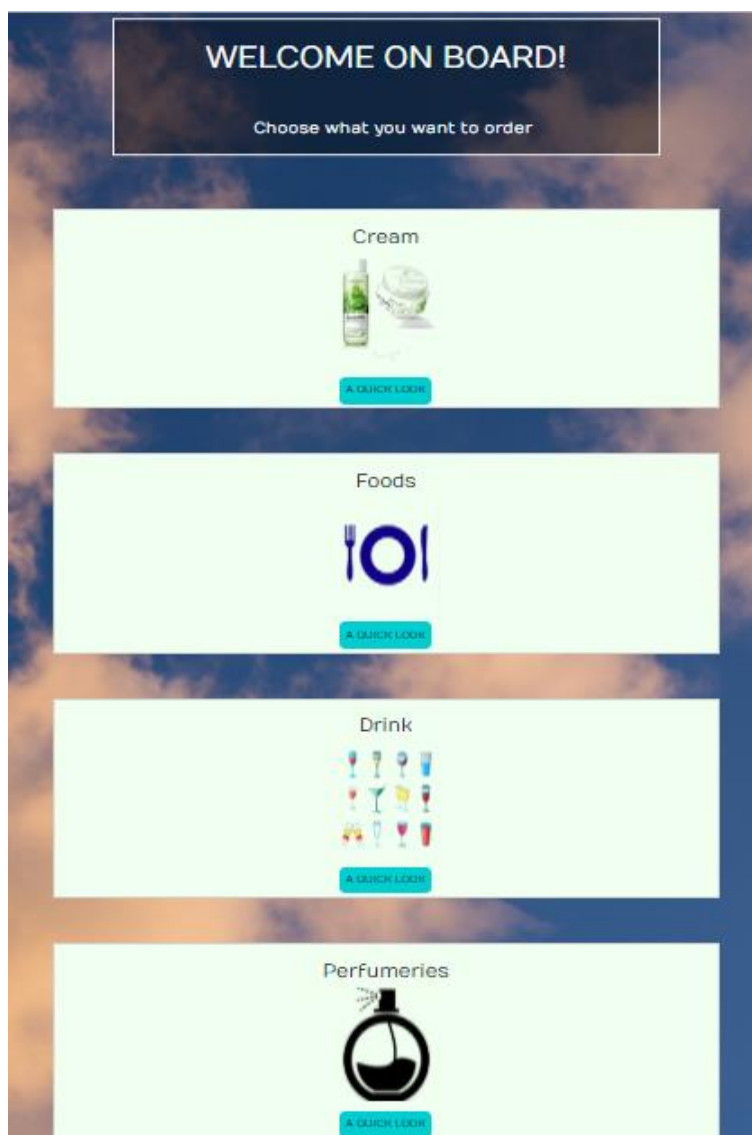 WELCOME ON BOARD!
Choose what you want to order
Cream
A QUICK LOOK
Foods
A QUICK LOOK
Drink
A QUICK LOOK
Perfumeries
A QUICK LOOK